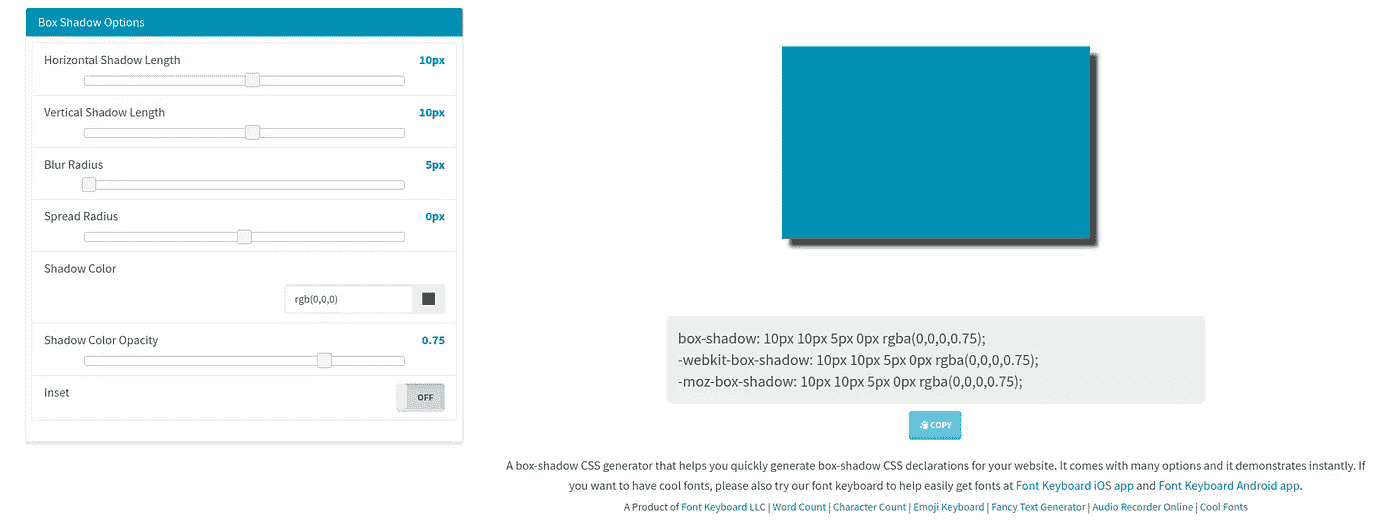 Box Shadow Options
Horizontal Shadow Length 10px
Vertical Shadow Length 10px
Blur Radius 5px
Spread Radius 0px
Shadow Color
rgb(0,0,0)
Shadow Color Opacity 0.75
Inset OFF
box-shadow: 10px 10px 5px 0px rgba(0,0,0,0.75);
-webkit-box-shadow: 10px 10px 5px 0px rgba(0,0,0,0.75);
-moz-box-shadow: 10px 10px 5px 0px rgba(0,0,0,0.75);
COPY
A box-shadow CSS generator that helps you quickly generate box-shadow CSS declarations for your website. It comes with many options and it demonstrates instantly. If
you want to have cool fonts, please also try our font keyboard to help easily get fonts at Font Keyboard iOS app and Font Keyboard Android app.
A Product of Font Keyboard LLC | Word Count | Character Count | Emoji Keyboard | Fancy Text Generator | Audio Recorder Online | Cool Fonts